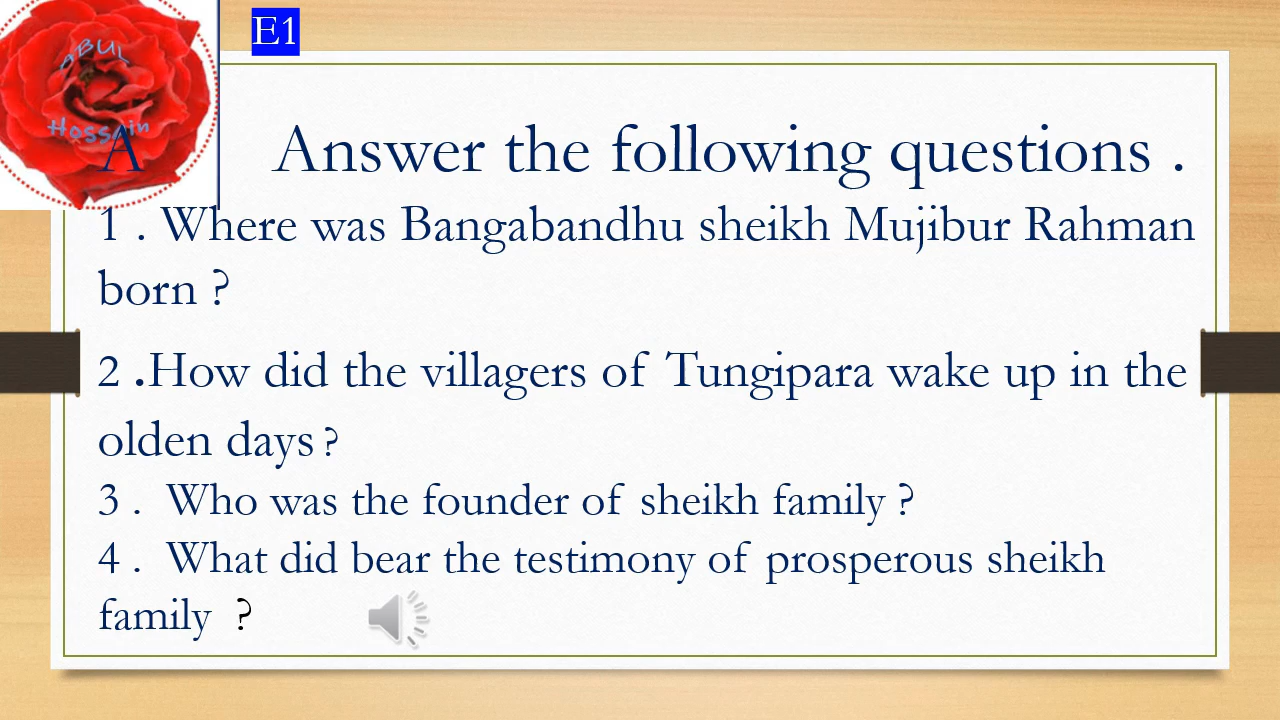 E1
ABUL
Hossain
A Answer the following questions .
1 . Where was Bangabandhu sheikh Mujibur Rahman
born ?
2 .How did the villagers of Tungipara wake up in the
olden days ?
3 . Who was the founder of sheikh family ?
4 . What did bear the testimony of prosperous sheikh
family ?